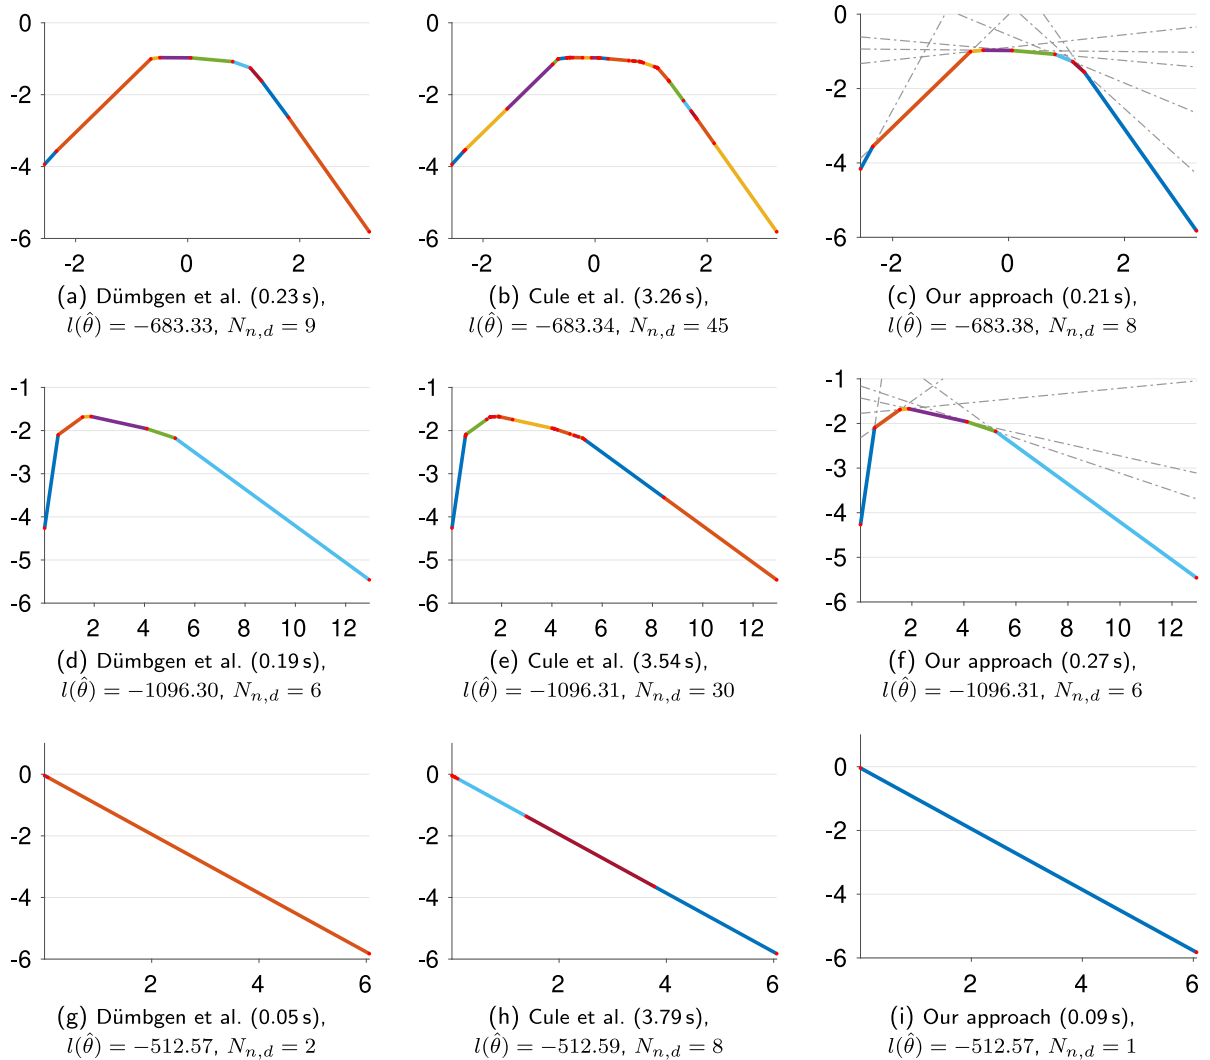 0
-2
-4
-6
-2 0 2
(a) Dümbgen et al. (0.23 s),
l(θ̂) = −683.33, N_{n,d} = 9
0
-2
-4
-6
-2 0 2
(b) Cule et al. (3.26 s),
l(θ̂) = −683.34, N_{n,d} = 45
0
-2
-4
-6
-2 0 2
(c) Our approach (0.21 s),
l(θ̂) = −683.38, N_{n,d} = 8
-1
-2
-3
-4
-5
-6
2 4 6 8 10 12
(d) Dümbgen et al. (0.19 s),
l(θ̂) = −1096.30, N_{n,d} = 6
-1
-2
-3
-4
-5
-6
2 4 6 8 10 12
(e) Cule et al. (3.54 s),
l(θ̂) = −1096.31, N_{n,d} = 30
-1
-2
-3
-4
-5
-6
2 4 6 8 10 12
(f) Our approach (0.27 s),
l(θ̂) = −1096.31, N_{n,d} = 6
0
-2
-4
-6
2 4 6
(g) Dümbgen et al. (0.05 s),
l(θ̂) = −512.57, N_{n,d} = 2
0
-2
-4
-6
2 4 6
(h) Cule et al. (3.79 s),
l(θ̂) = −512.59, N_{n,d} = 8
0
-2
-4
-6
2 4 6
(i) Our approach (0.09 s),
l(θ̂) = −512.57, N_{n,d} = 1